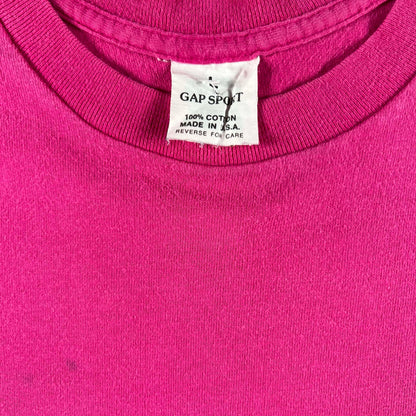 L
GAP SPORT
100% COTTON
MADE IN U.S.A.
REVERSE FOR CARE